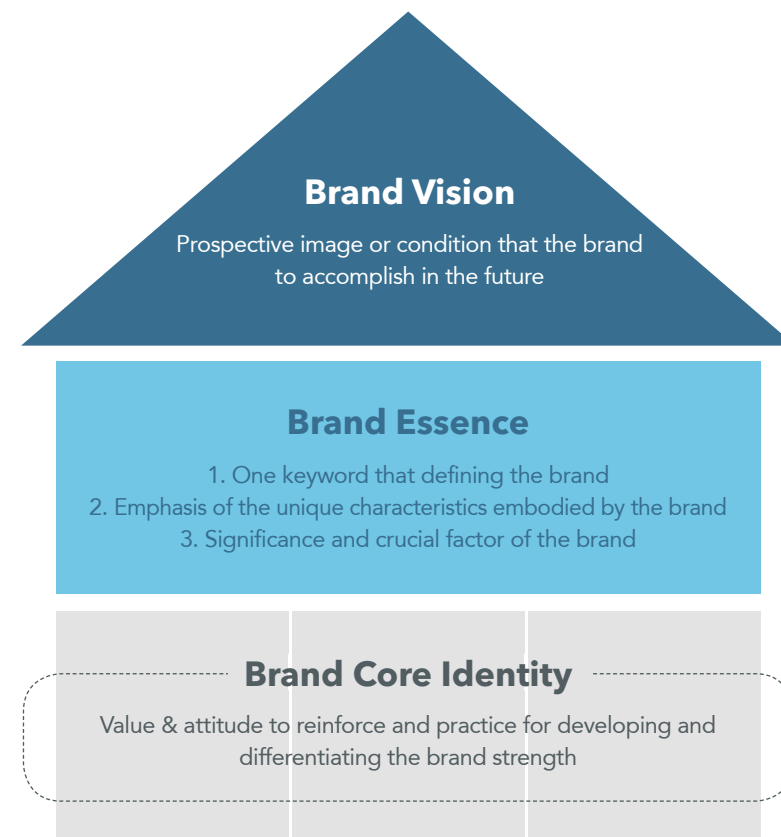 Brand Vision
Prospective image or condition that the brand
to accomplish in the future
Brand Essence
1. One keyword that defining the brand
2. Emphasis of the unique characteristics embodied by the brand
3. Significance and crucial factor of the brand
Brand Core Identity
Value & attitude to reinforce and practice for developing and
differentiating the brand strength